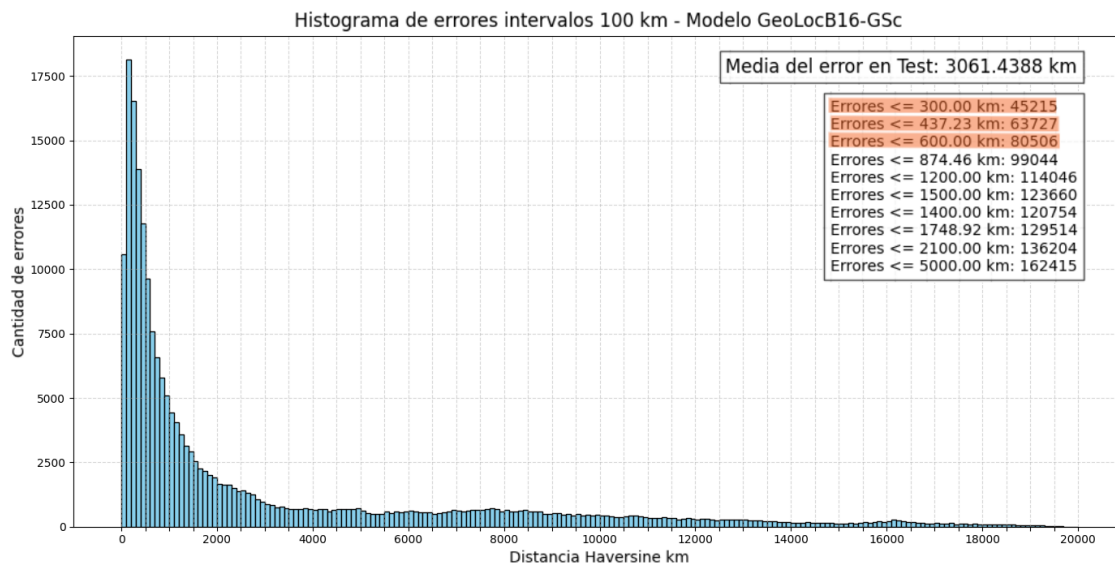 Histograma de errores intervalos 100 km - Modelo GeoLocB16-GSc
Media del error en Test: 3061.4388 km
Errores <= 300.00 km: 45215
Errores <= 437.23 km: 63727
Errores <= 600.00 km: 80506
Errores <= 874.46 km: 99044
Errores <= 1200.00 km: 114046
Errores <= 1500.00 km: 123660
Errores <= 1400.00 km: 120754
Errores <= 1748.92 km: 129514
Errores <= 2100.00 km: 136204
Errores <= 5000.00 km: 162415
Cantidad de errores
17500
15000
12500
10000
7500
5000
2500
0
0 2000 4000 6000 8000 10000 12000 14000 16000 18000 20000
Distancia Haversine km